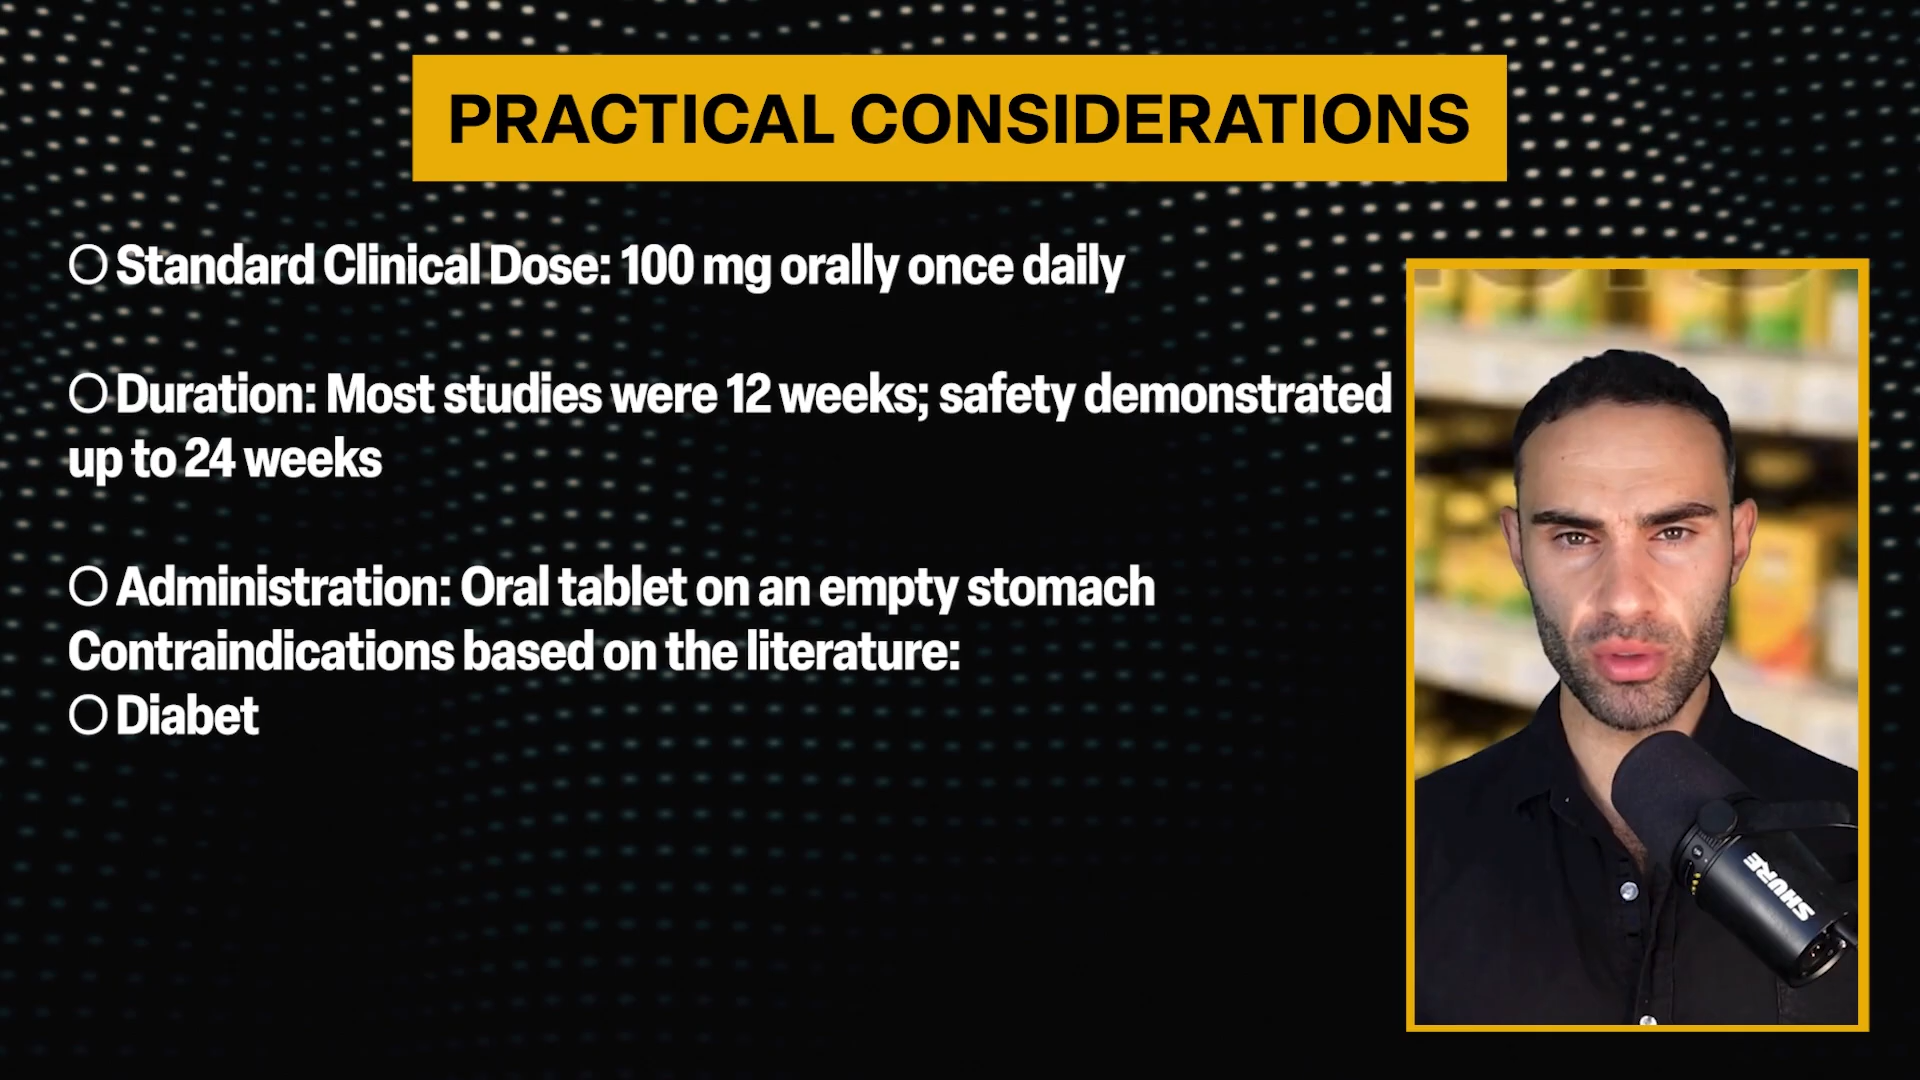 PRACTICAL CONSIDERATIONS
○ Standard Clinical Dose: 100 mg orally once daily
○ Duration: Most studies were 12 weeks; safety demonstrated
up to 24 weeks
○ Administration: Oral tablet on an empty stomach
Contraindications based on the literature:
○ Diabet
SHURE